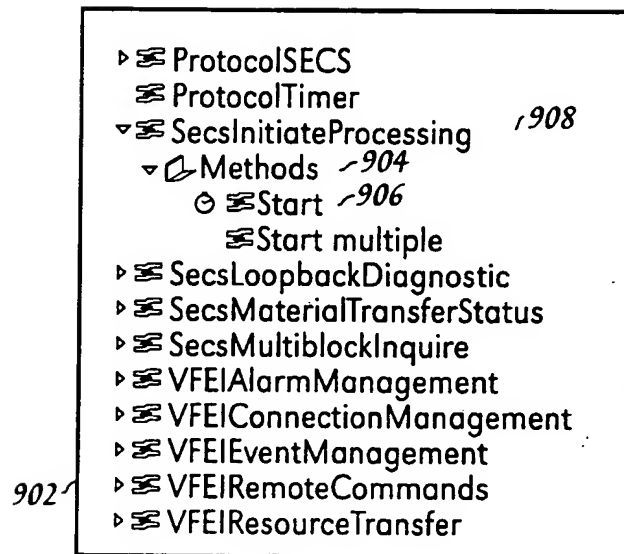 ProtocolSECS
ProtocolTimer
SecsInitiateProcessing 908
Methods 904
Start 906
Start multiple
SecsLoopbackDiagnostic
SecsMaterialTransferStatus
SecsMultiblockInquire
VFEIAlarmManagement
VFEIConnectionManagement
VFEIEventManagement
902 VFEIRemoteCommands
VFEIResourceTransfer